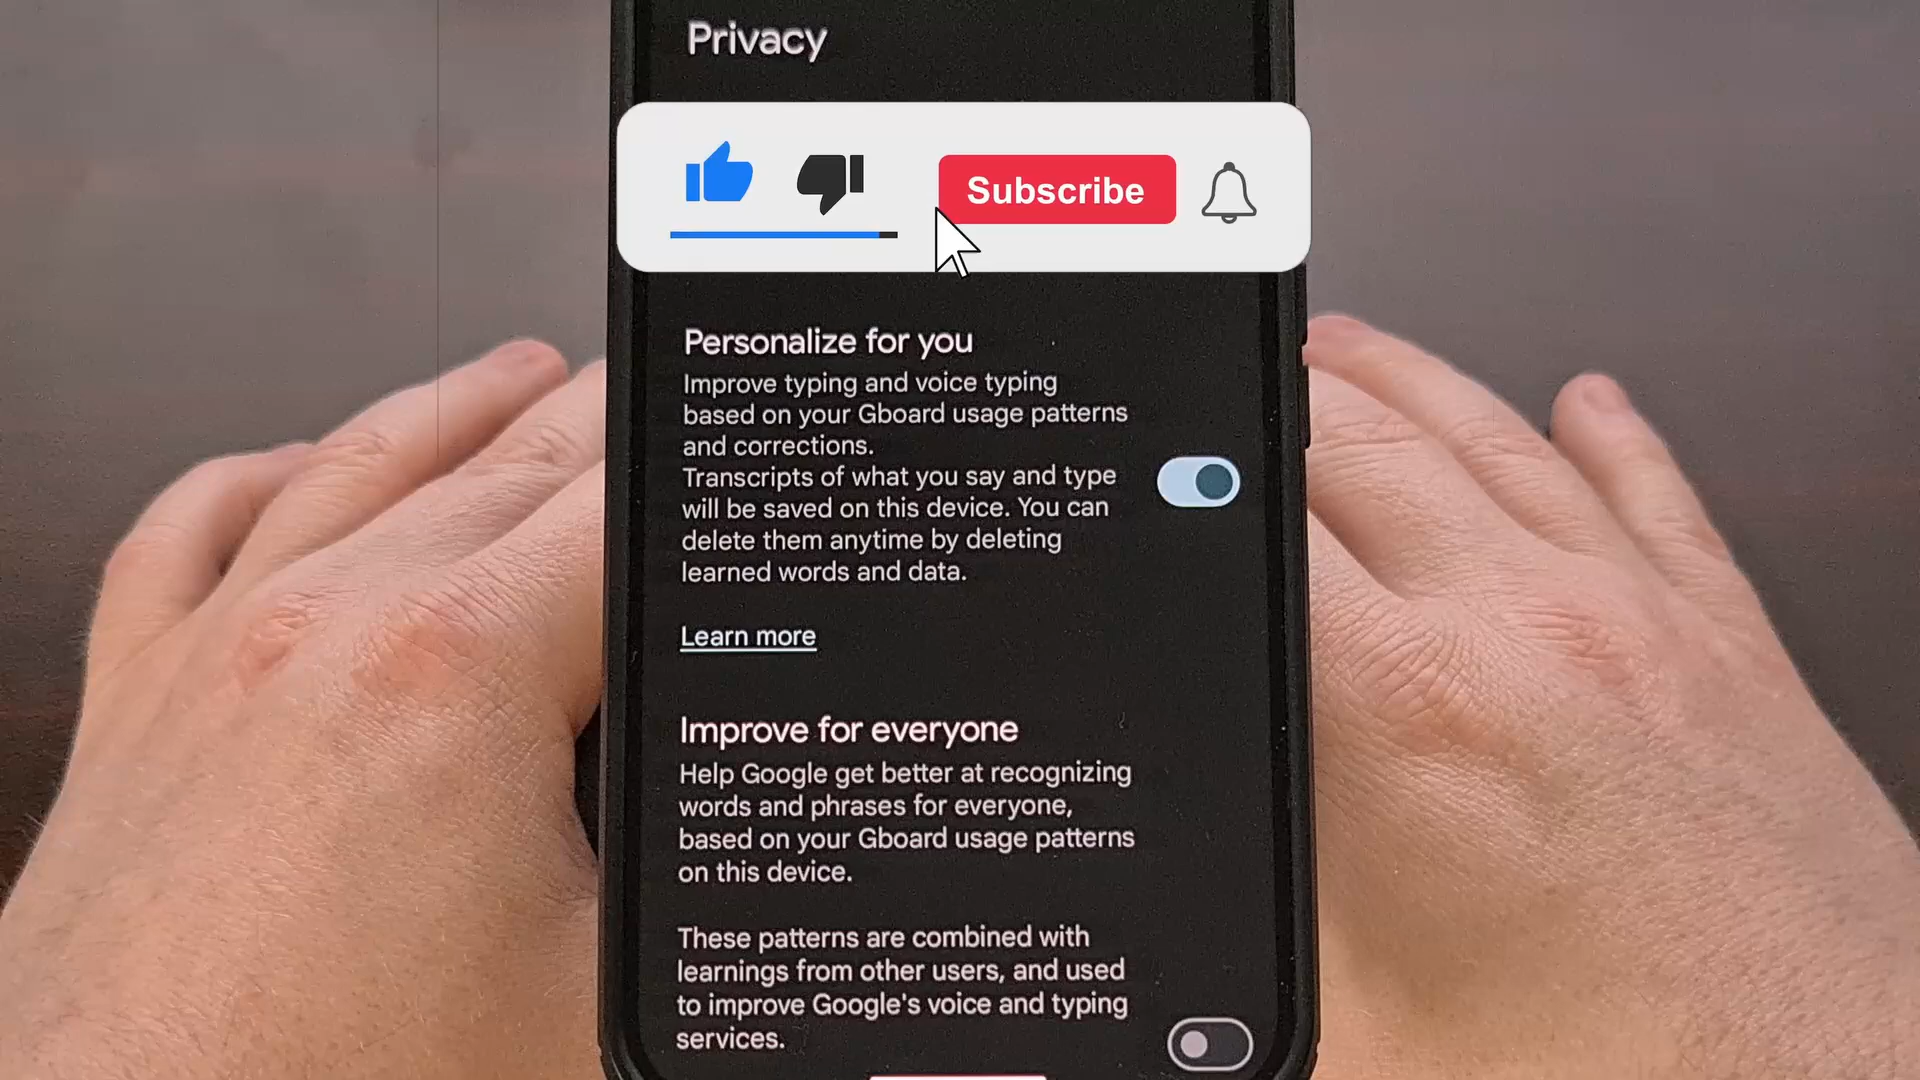 Privacy
Subscribe
Personalize for you
Improve typing and voice typing
based on your Gboard usage patterns
and corrections.
Transcripts of what you say and type
will be saved on this device. You can
delete them anytime by deleting
learned words and data.
Learn more
Improve for everyone
Help Google get better at recognizing
words and phrases for everyone,
based on your Gboard usage patterns
on this device.
These patterns are combined with
learnings from other users, and used
to improve Google's voice and typing
services.